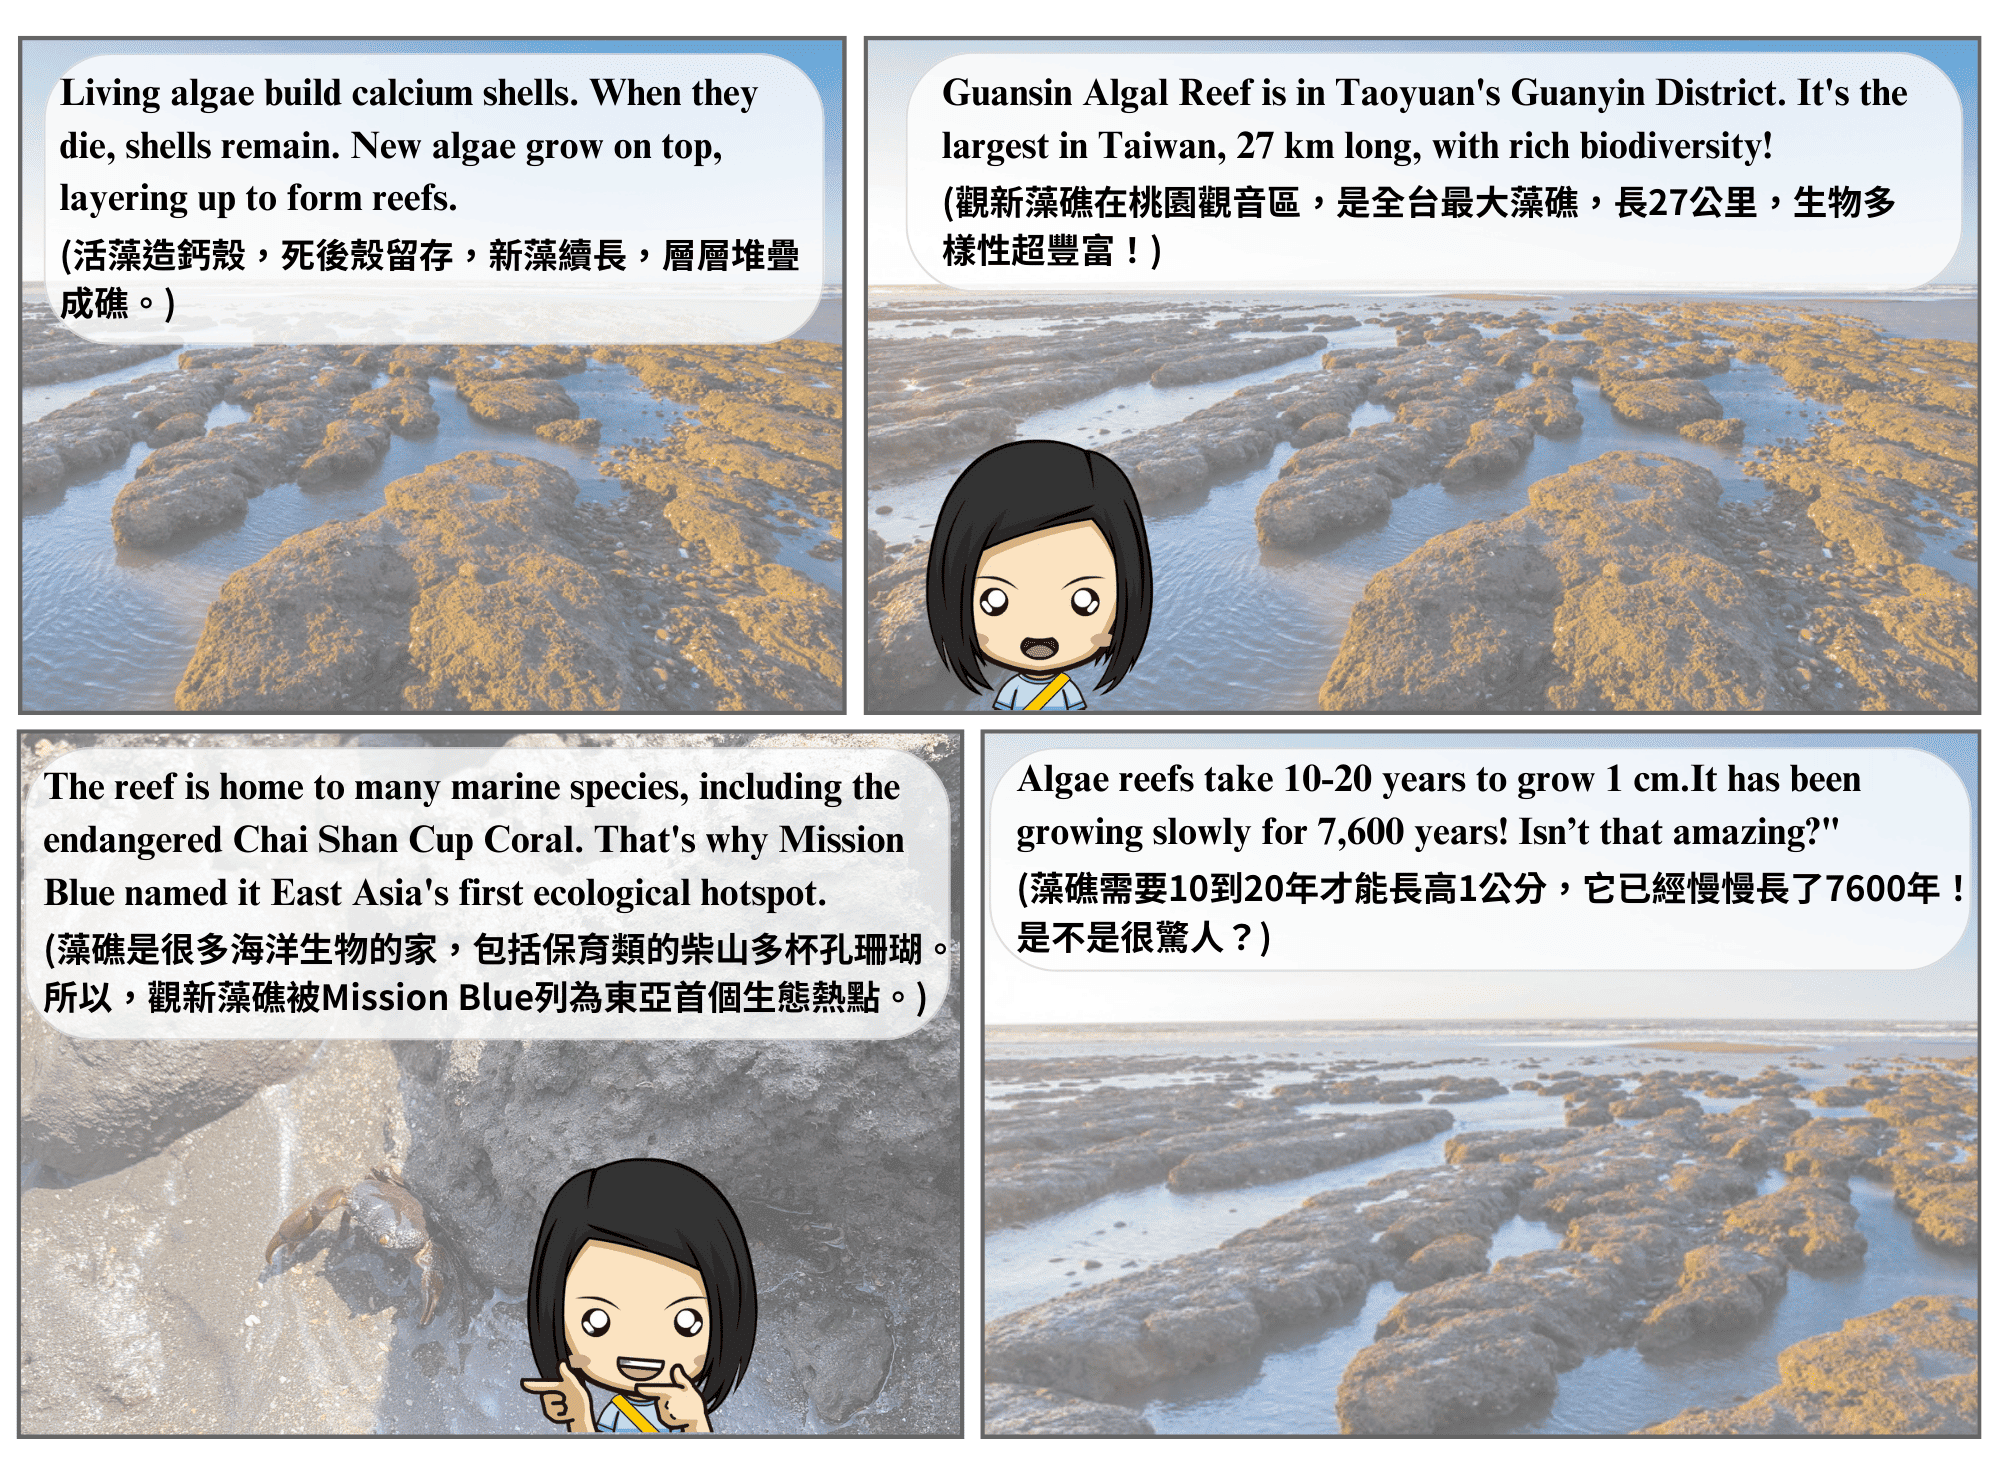 Living algae build calcium shells. When they
die, shells remain. New algae grow on top,
layering up to form reefs.
(活藻造鈣殼，死後殼留存，新藻續長，層層堆疊
成礁。)
Guansin Algal Reef is in Taoyuan's Guanyin District. It's the
largest in Taiwan, 27 km long, with rich biodiversity!
(觀新藻礁在桃園觀音區，是全台最大藻礁，長27公里，生物多
樣性超豐富！)
The reef is home to many marine species, including the
endangered Chai Shan Cup Coral. That's why Mission
Blue named it East Asia's first ecological hotspot.
(藻礁是很多海洋生物的家，包括保育類的柴山多杯孔珊瑚。
所以，觀新藻礁被Mission Blue列為東亞首個生態熱點。)
Algae reefs take 10-20 years to grow 1 cm.It has been
growing slowly for 7,600 years! Isn’t that amazing?"
(藻礁需要10到20年才能長高1公分，它已經慢慢長了7600年！
是不是很驚人？)